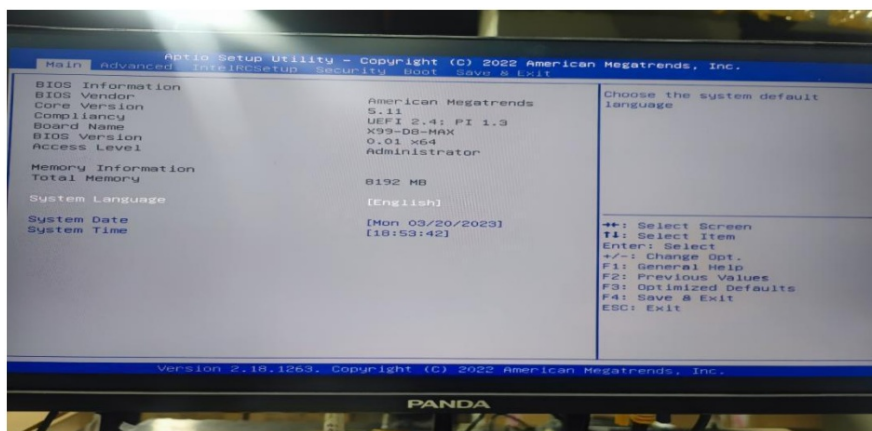 Aptio Setup Utility – Copyright (C) 2022 American Megatrends, Inc.
Main Advanced IntelRCSetup Security Boot Save & Exit
BIOS Information
BIOS Vendor American Megatrends
Core Version 5.11
Compliancy UEFI 2.4; PI 1.3
Board Name X99-D8-MAX
BIOS Version 0.01 x64
Access Level Administrator
Memory Information
Total Memory 8192 MB
System Language [English]
System Date [Mon 03/20/2023]
System Time [18:53:42]
Choose the system default
language
→←: Select Screen
↑↓: Select Item
Enter: Select
+/-: Change Opt.
F1: General Help
F2: Previous Values
F3: Optimized Defaults
F4: Save & Exit
ESC: Exit
Version 2.18.1263. Copyright (C) 2022 American Megatrends, Inc.
PANDA